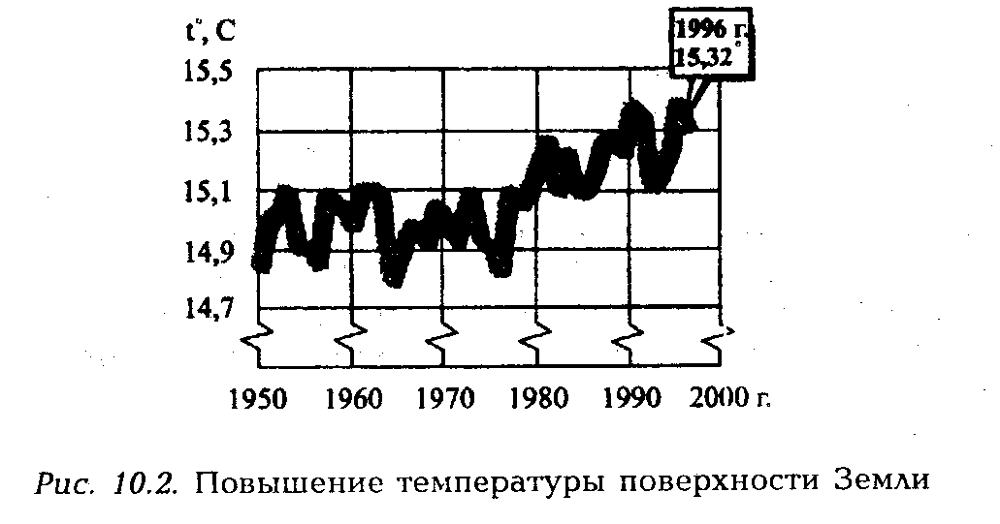 t°, C
1996 г.
15,32°
15,5
15,3
15,1
14,9
14,7
1950 1960 1970 1980 1990 2000 г.
Рис. 10.2. Повышение температуры поверхности Земли